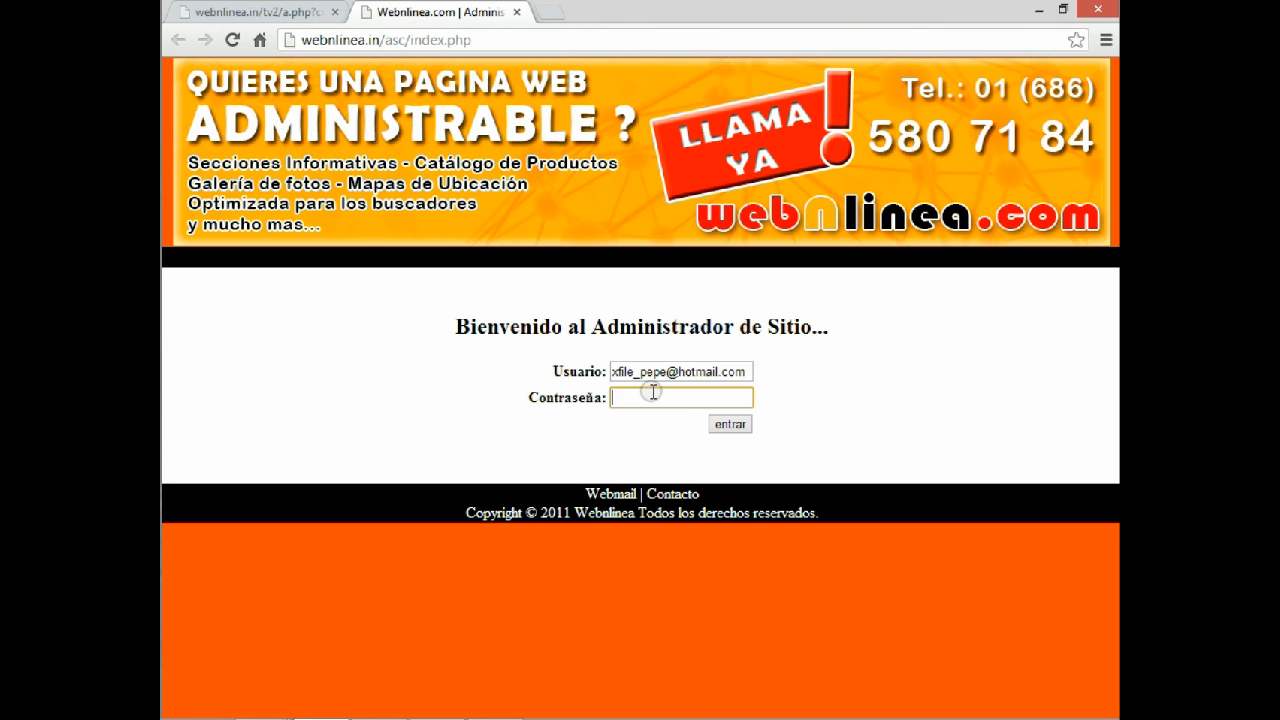 webnlinea.in/tv2/a.php?c
Webnlinea.com | Adminis
webnlinea.in/asc/index.php
QUIERES UNA PAGINA WEB
ADMINISTRABLE ?
Secciones Informativas - Catálogo de Productos
Galería de fotos - Mapas de Ubicación
Optimizada para los buscadores
y mucho mas...
LLAMA
YA
!
Tel.: 01 (686)
580 71 84
webNlinea.com
Bienvenido al Administrador de Sitio...
Usuario: xfile_pepe@hotmail.com
Contraseña:
entrar
Webmail | Contacto
Copyright © 2011 Webnlinea Todos los derechos reservados.